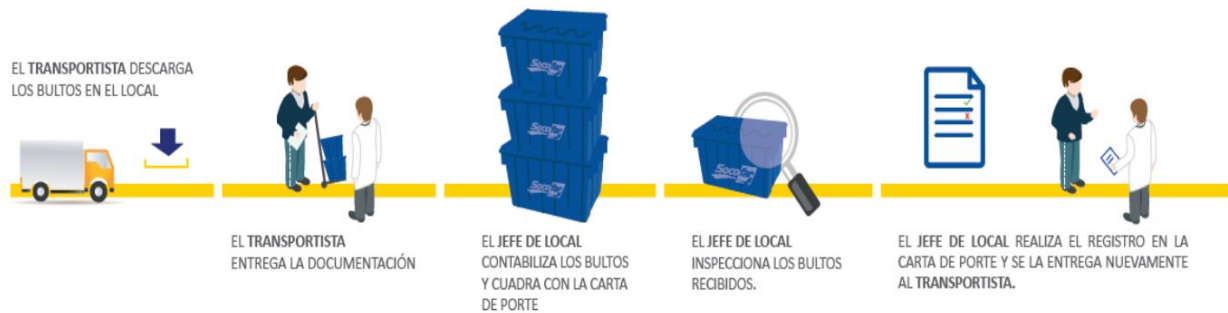 EL TRANSPORTISTA DESCARGA
LOS BULTOS EN EL LOCAL
EL TRANSPORTISTA
ENTREGA LA DOCUMENTACIÓN
EL JEFE DE LOCAL
CONTABILIZA LOS BULTOS
Y CUADRA CON LA CARTA
DE PORTE
EL JEFE DE LOCAL
INSPECCIONA LOS BULTOS
RECIBIDOS.
EL JEFE DE LOCAL REALIZA EL REGISTRO EN LA
CARTA DE PORTE Y SE LA ENTREGA NUEVAMENTE
AL TRANSPORTISTA.